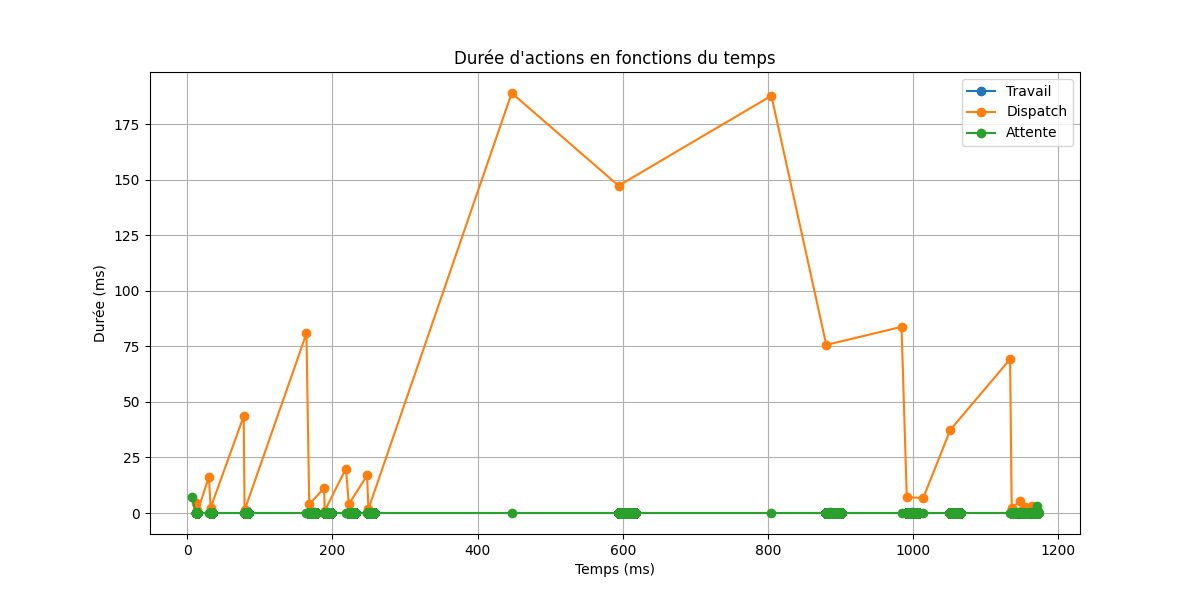 Durée d'actions en fonctions du temps
Travail
Dispatch
Attente
175
150
125
100
75
50
25
0
Durée (ms)
0 200 400 600 800 1000 1200
Temps (ms)